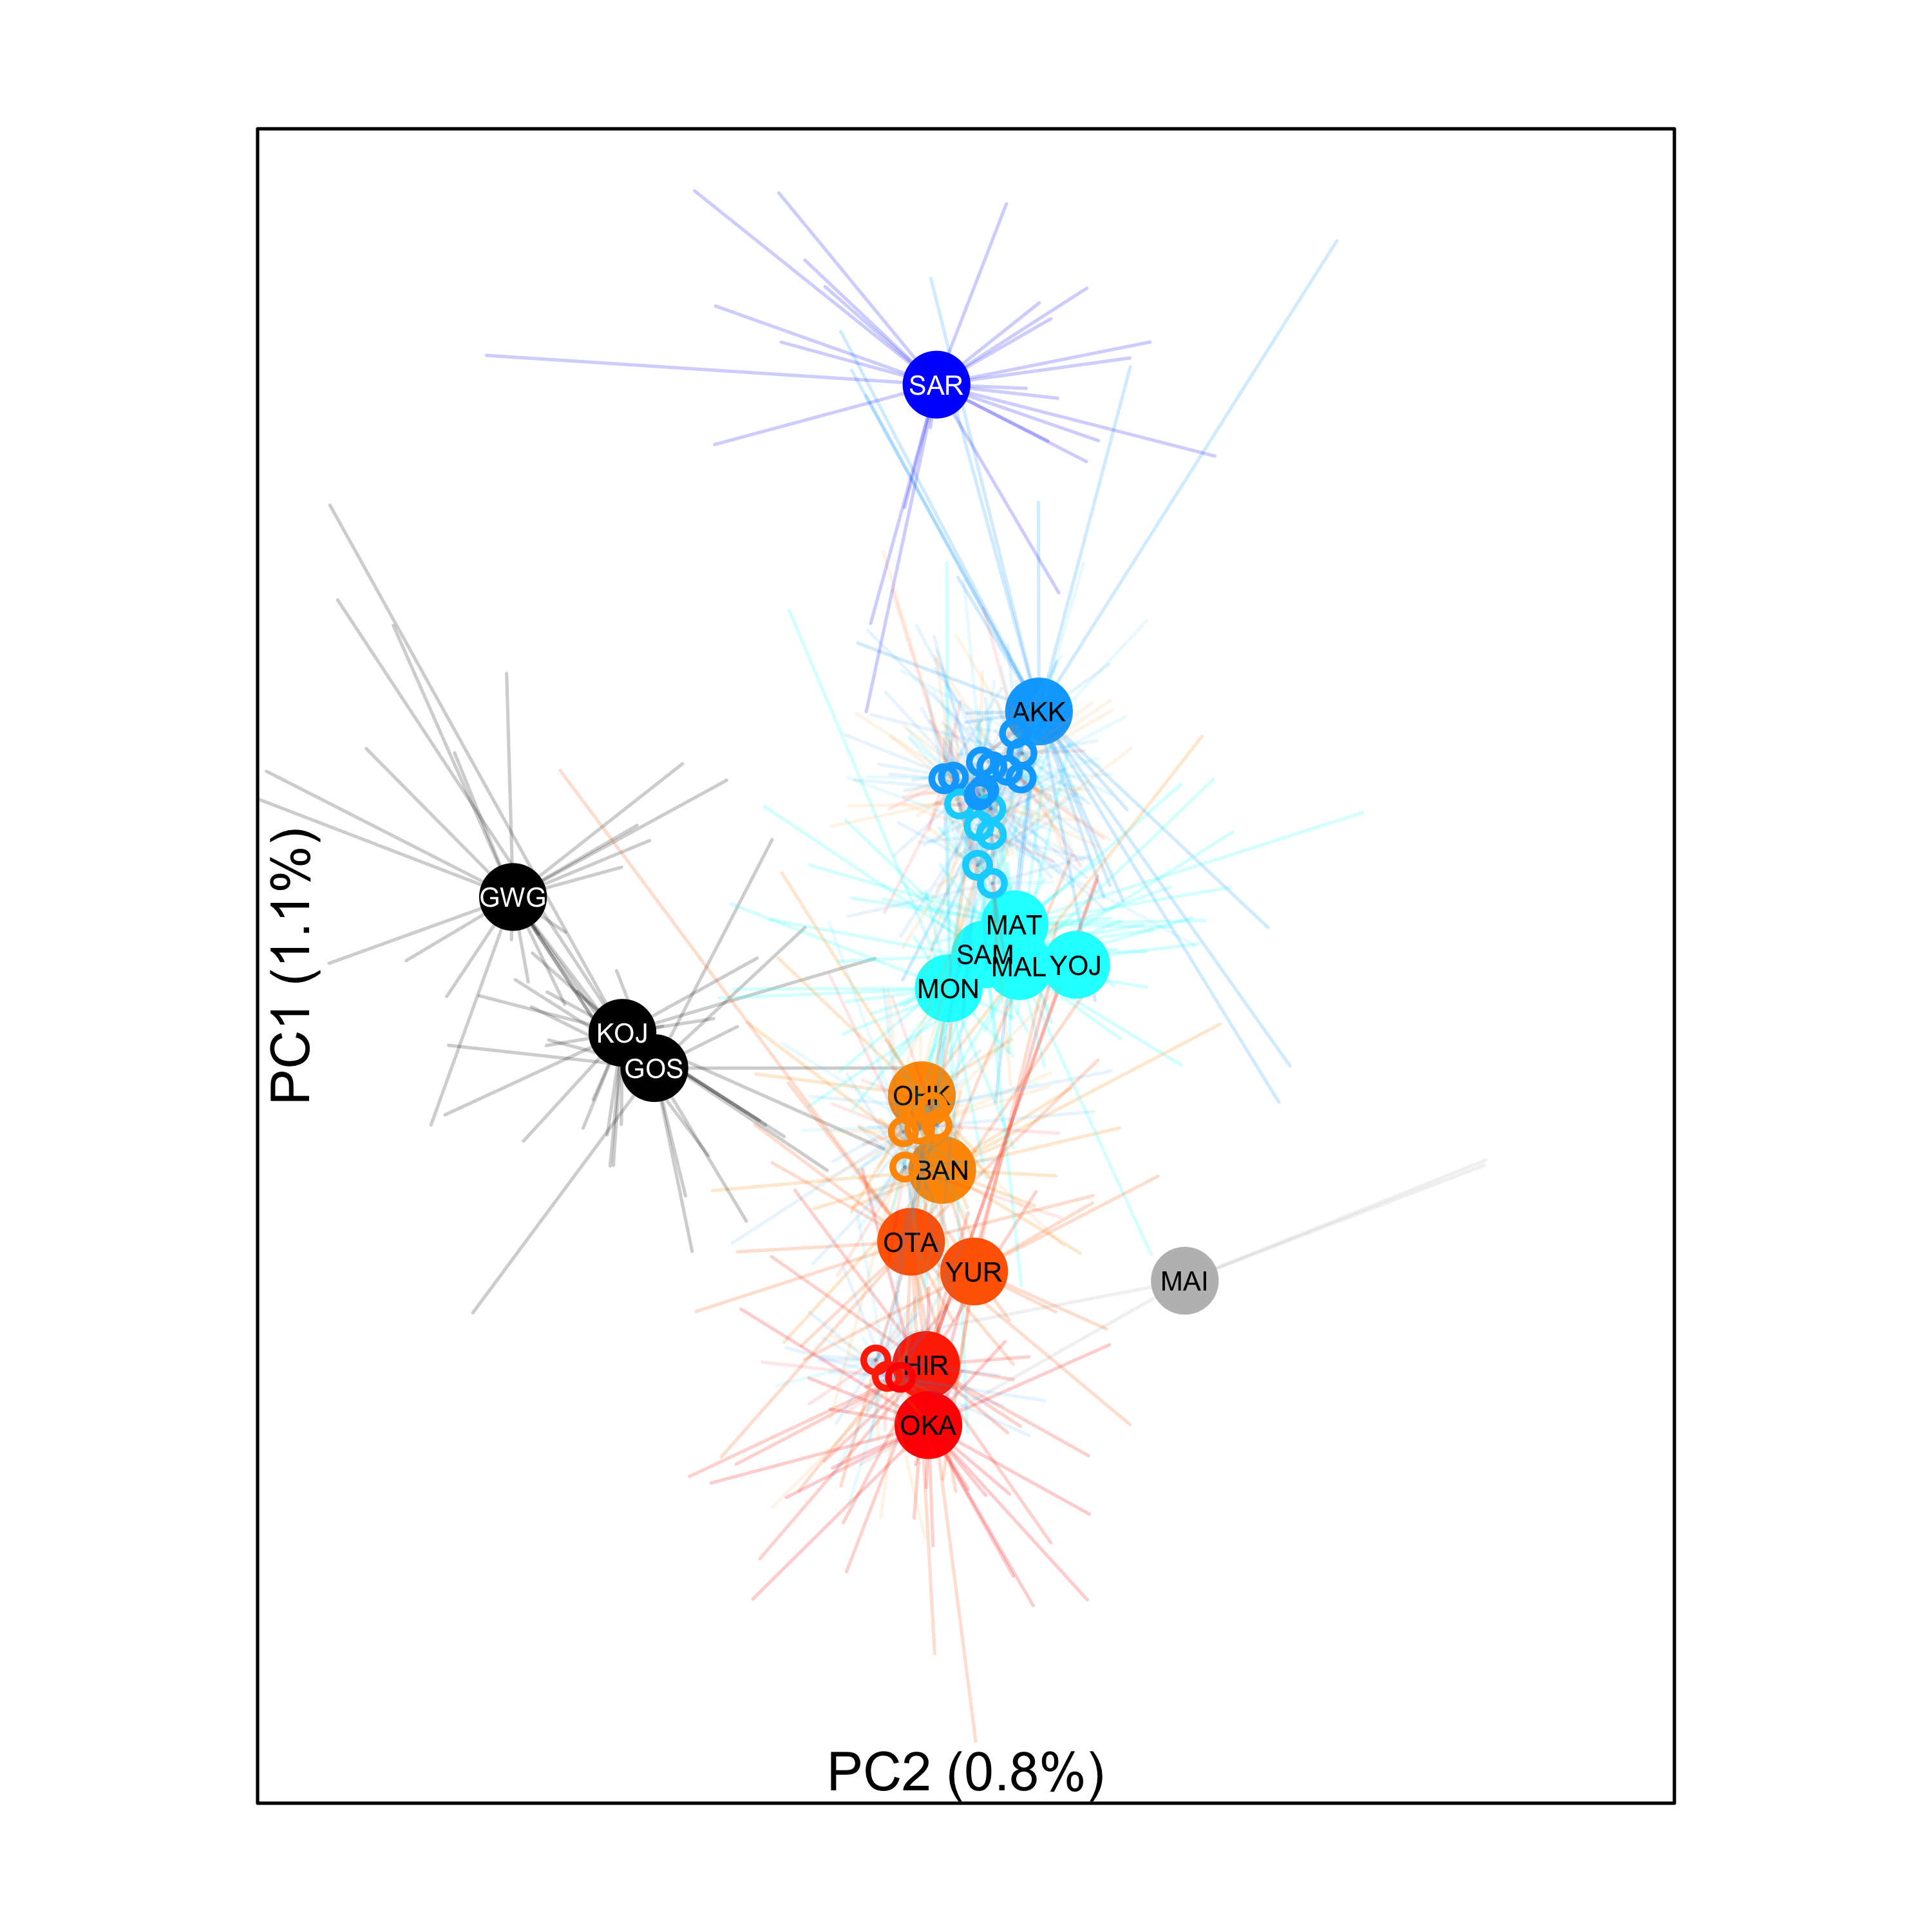 SAR
AKK
GWG
MAT
SAM
MAL
YOJ
MON
KOJ
GOS
OHK
BAN
OTA
YUR
MAI
HIR
OKA
PC1 (1.1%)
PC2 (0.8%)